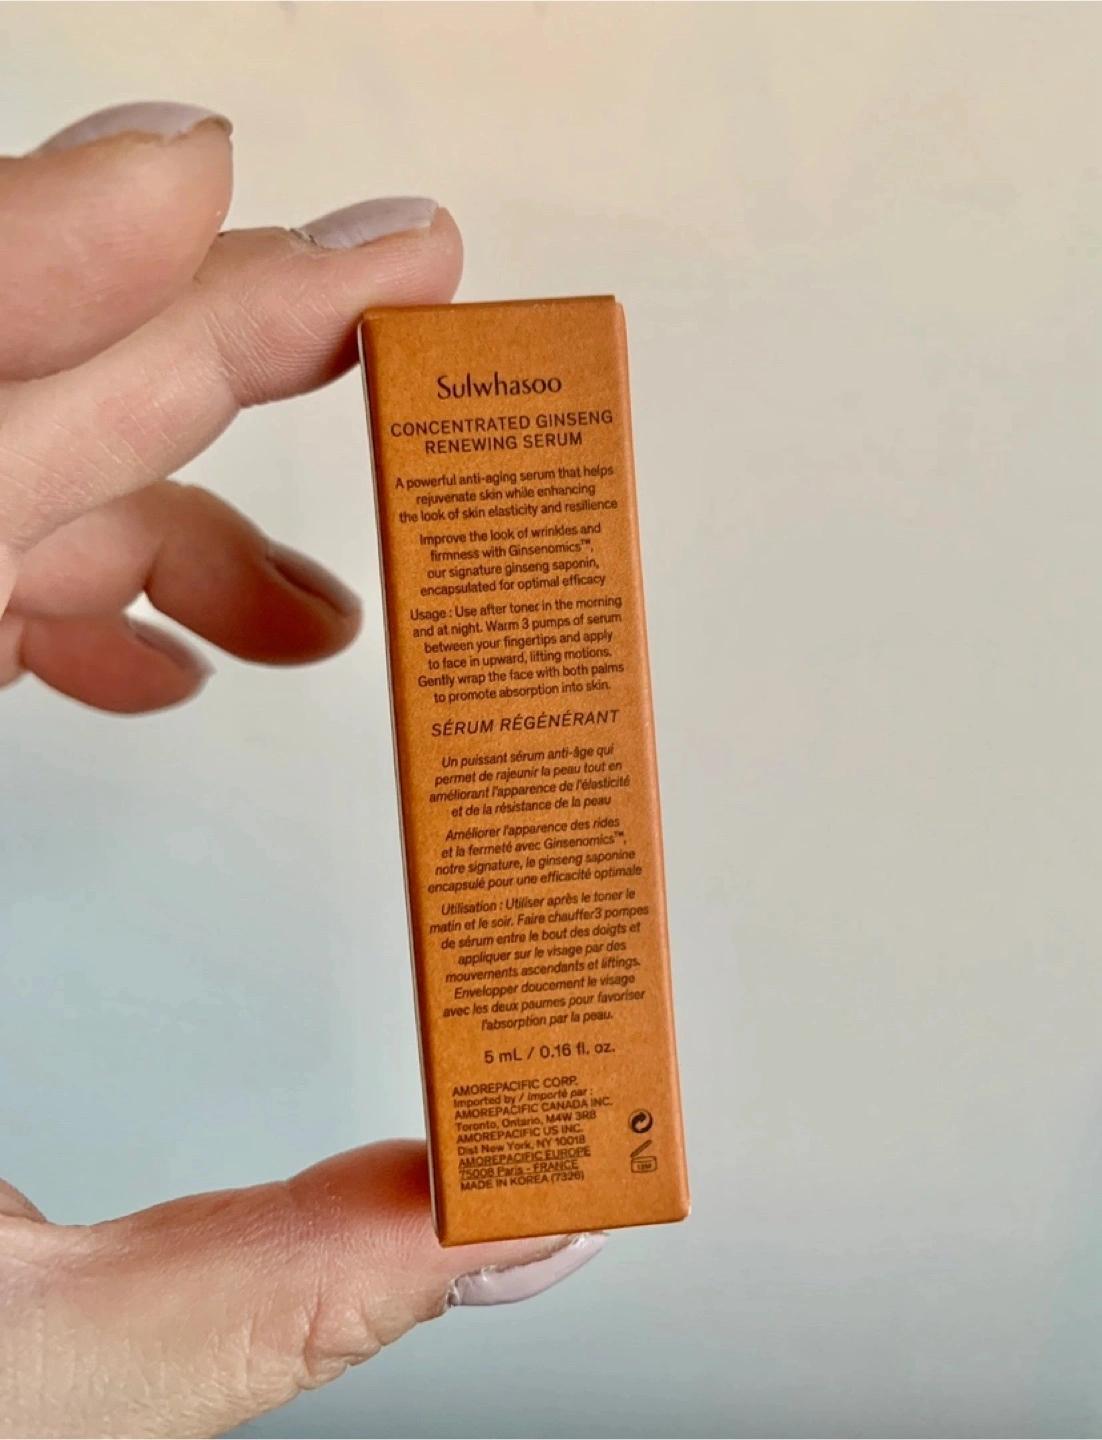 Sulwhasoo
CONCENTRATED GINSENG
RENEWING SERUM
A powerful anti-aging serum that helps
rejuvenate skin while enhancing
the look of skin elasticity and resilience
Improve the look of wrinkles and
firmness with Ginsenomics™,
our signature ginseng saponin,
encapsulated for optimal efficacy
Usage : Use after toner in the morning
and at night. Warm 3 pumps of serum
between your fingertips and apply
to face in upward, lifting motions.
Gently wrap the face with both palms
to promote absorption into skin.
SÉRUM RÉGÉNÉRANT
Un puissant sérum anti-âge qui
permet de rajeunir la peau tout en
améliorant l'apparence de l'élasticité
et de la résistance de la peau
Améliorer l'apparence des rides
et la fermeté avec Ginsenomics™,
notre signature, le ginseng saponine
encapsulé pour une efficacité optimale
Utilisation : Utiliser après le toner le
matin et le soir. Faire chauffer3 pompes
de sérum entre le bout des doigts et
appliquer sur le visage par des
mouvements ascendants et liftings.
Envelopper doucement le visage
avec les deux paumes pour favoriser
l'absorption par la peau.
5 mL / 0.16 fl. oz.
AMOREPACIFIC CORP.
Imported by / Importé par :
AMOREPACIFIC CANADA INC.
Toronto, Ontario, M4W 3R8
AMOREPACIFIC US INC.
Dist New York, NY 10018
AMOREPACIFIC EUROPE
75008 Paris - FRANCE
MADE IN KOREA (7326)
12M